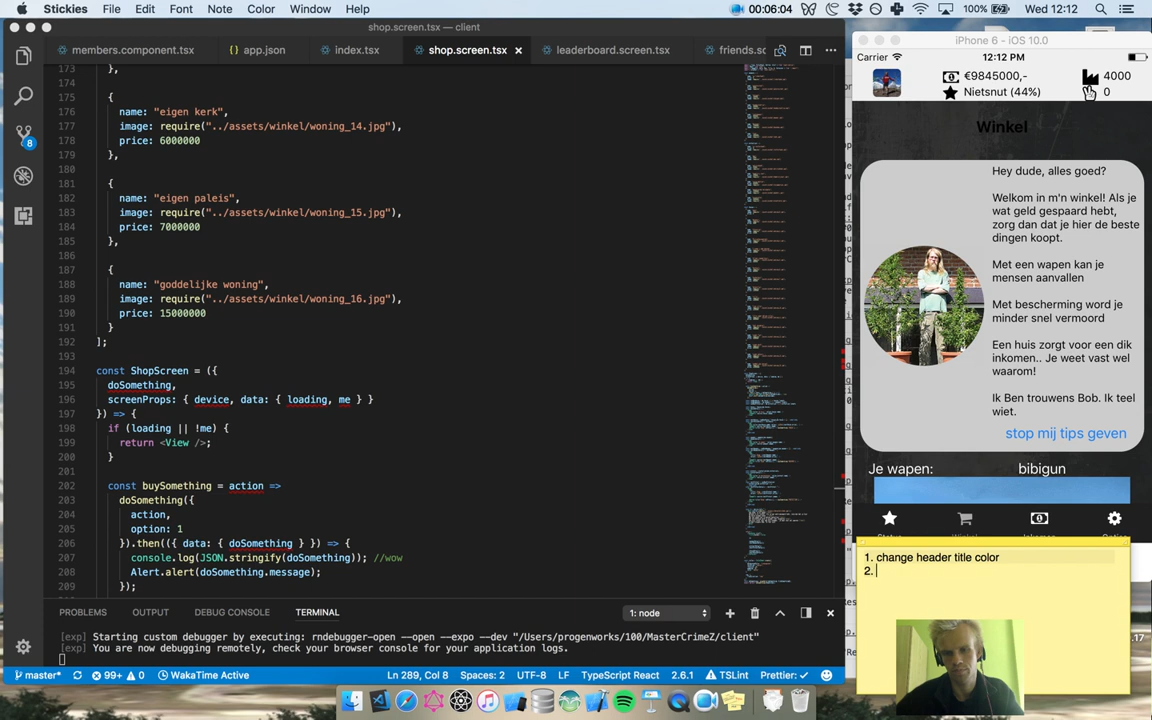 Stickies File Edit Font Note Color Window Help 00:06:04 100% Wed 12:12
shop.screen.tsx — client
members.component.tsx {} app.json index.tsx shop.screen.tsx × leaderboard.screen.tsx friends.sc
173 },
174
175 {
176 name: "eigen kerk",
177 image: require("../assets/winkel/woning_14.jpg"),
178 price: 6000000
179 },
180
181 {
182 name: "eigen paleis",
183 image: require("../assets/winkel/woning_15.jpg"),
184 price: 7000000
185 },
186
187 {
188 name: "goddelijke woning",
189 image: require("../assets/winkel/woning_16.jpg"),
190 price: 15000000
191 }
192 ];
193
194 const ShopScreen = ({
195 doSomething,
196 screenProps: { device, data: { loading, me } }
197 }) => {
198 if (loading || !me) {
199 return <View />;
200 }
201
202 const buySomething = action =>
203 doSomething({
204 action,
205 option: 1
206 }).then(({ data: { doSomething } }) => {
207 console.log(JSON.stringify(doSomething)); //wow
208 Alert.alert(doSomething.message);
209 });
8
PROBLEMS OUTPUT DEBUG CONSOLE TERMINAL 1: node
[exp] Starting custom debugger by executing: rndebugger-open --open --expo --dev "/Users/progenworks/100/MasterCrimeZ/client"
[exp] You are now debugging remotely, check your browser console for your application logs.
master* 99+ 0 WakaTime Active Ln 289, Col 8 Spaces: 2 UTF-8 LF TypeScript React 2.6.1 TSLint Prettier: ✓
iPhone 6 - iOS 10.0
Carrier 12:12 PM
€9845000,- 4000
Nietsnut (44%) 0
Winkel
Hey dude, alles goed?
Welkom in m'n winkel! Als je
wat geld gespaard hebt,
zorg dan dat je hier de beste
dingen koopt.
Met een wapen kan je
mensen aanvallen
Met bescherming word je
minder snel vermoord
Een huis zorgt voor een dik
inkomen.. Je weet vast wel
waarom!
Ik Ben trouwens Bob. Ik teel
wiet.
stop mij tips geven
Je wapen: bibigun
1. change header title color
2.